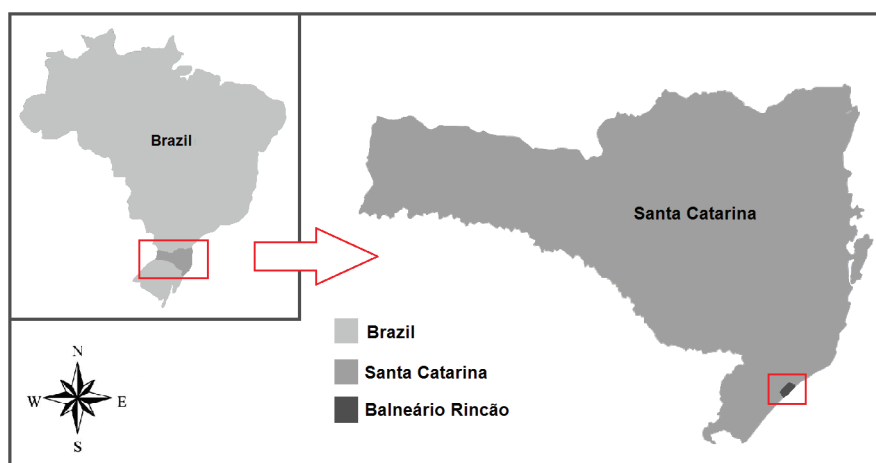 Brazil
Santa Catarina
Brazil
Santa Catarina
Balneário Rincão
N
W E
S